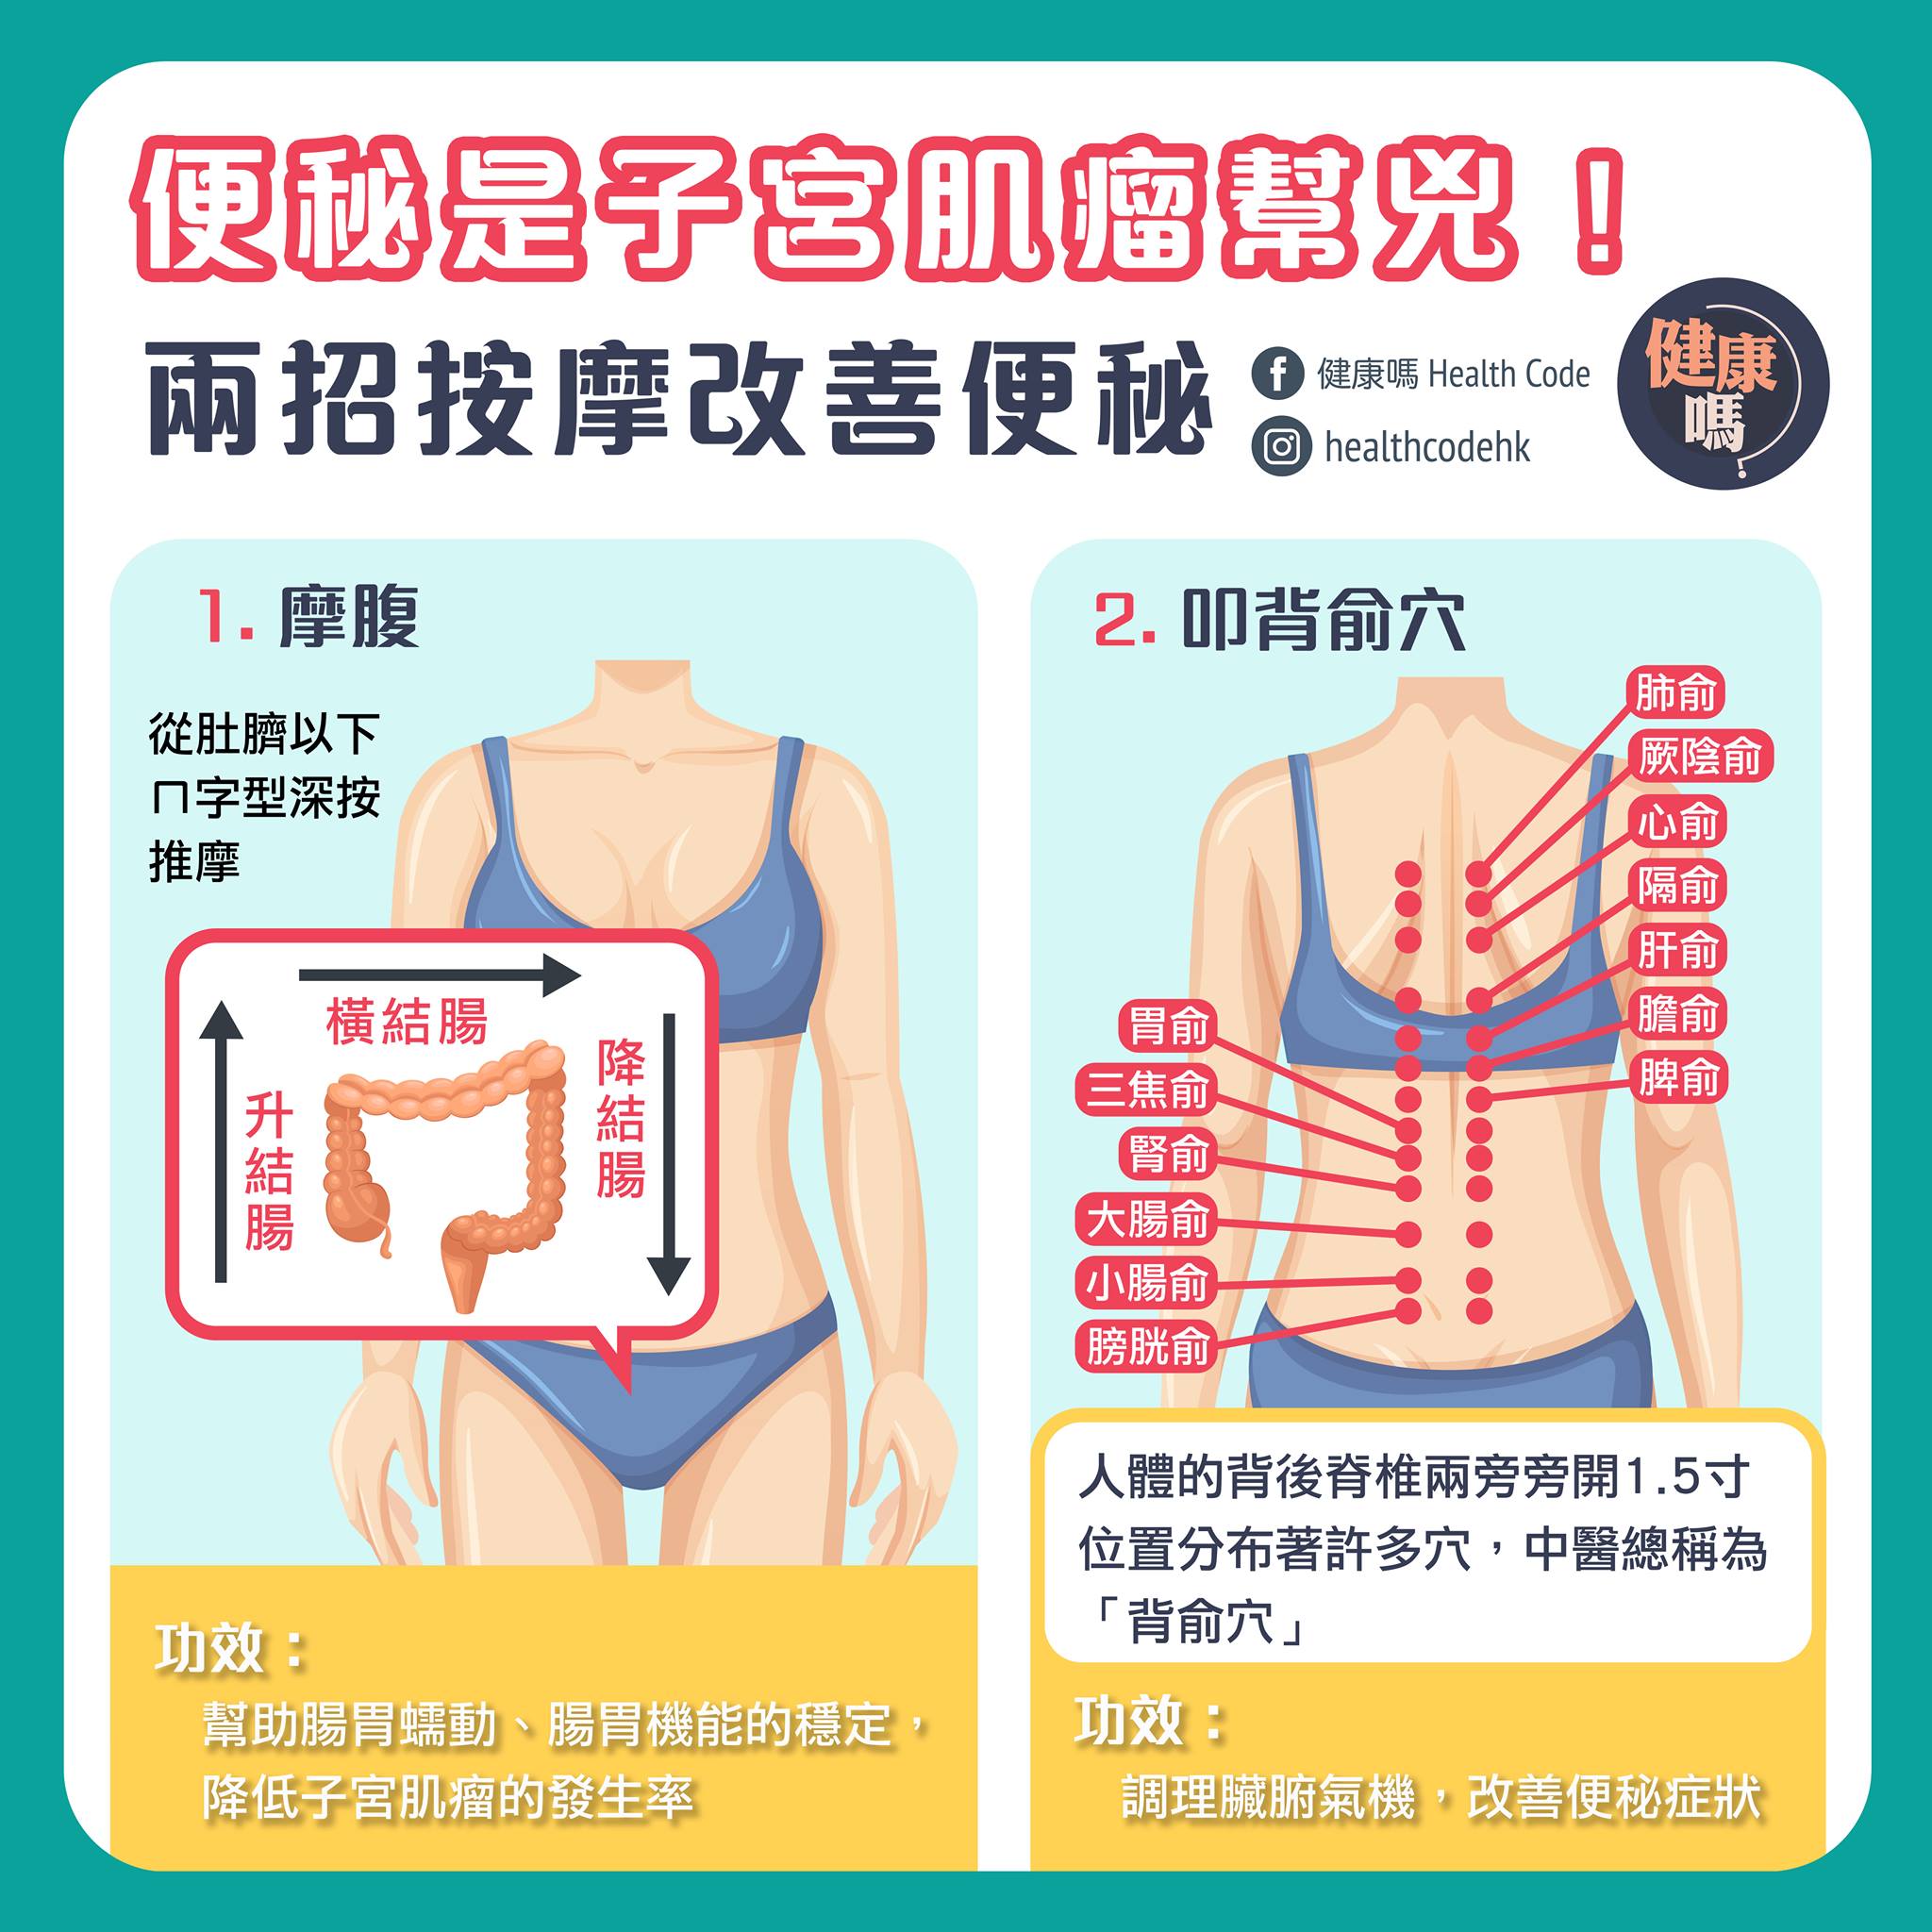 便秘是子宮肌瘤幫兇！
兩招按摩改善便秘
健康嗎 Health Code
healthcodehk
健康
嗎
1. 摩腹
從肚臍以下
ㄇ字型深按
推摩
橫結腸
升結腸
降結腸
功效：
幫助腸胃蠕動、腸胃機能的穩定，
降低子宮肌瘤的發生率
2. 叩背俞穴
肺俞
厥陰俞
心俞
隔俞
肝俞
膽俞
脾俞
胃俞
三焦俞
腎俞
大腸俞
小腸俞
膀胱俞
人體的背後脊椎兩旁旁開1.5寸
位置分布著許多穴，中醫總稱為
「背俞穴」
功效：
調理臟腑氣機，改善便秘症狀